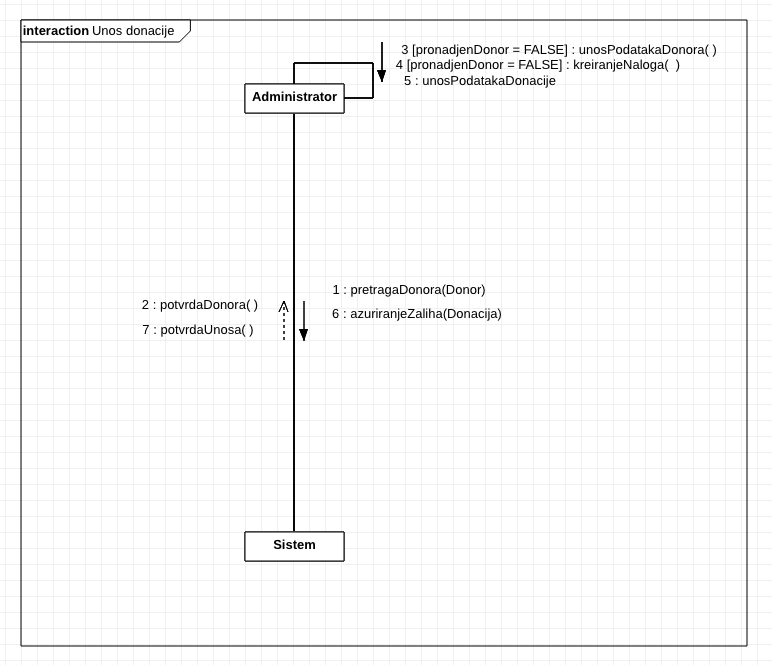 interaction Unos donacije
3 [pronadjenDonor = FALSE] : unosPodatakaDonora( )
4 [pronadjenDonor = FALSE] : kreiranjeNaloga(  )
5 : unosPodatakaDonacije
Administrator
1 : pretragaDonora(Donor)
2 : potvrdaDonora( )
6 : azuriranjeZaliha(Donacija)
7 : potvrdaUnosa( )
Sistem